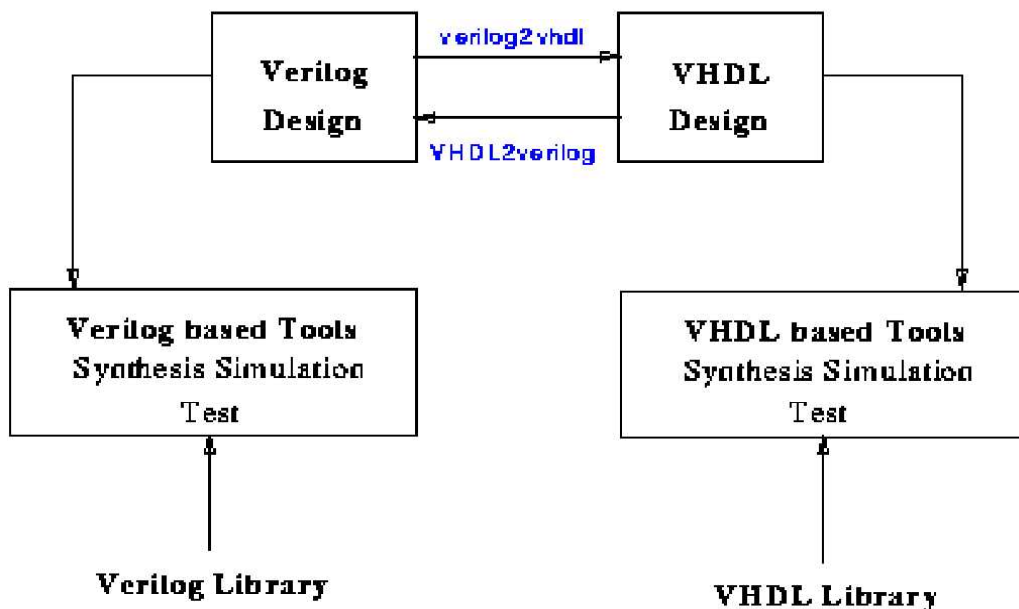 verilog2vhdl
Verilog
Design
VHDL
Design
VHDL2verilog
Verilog based Tools
Synthesis Simulation
Test
VHDL based Tools
Synthesis Simulation
Test
Verilog Library
VHDL Library